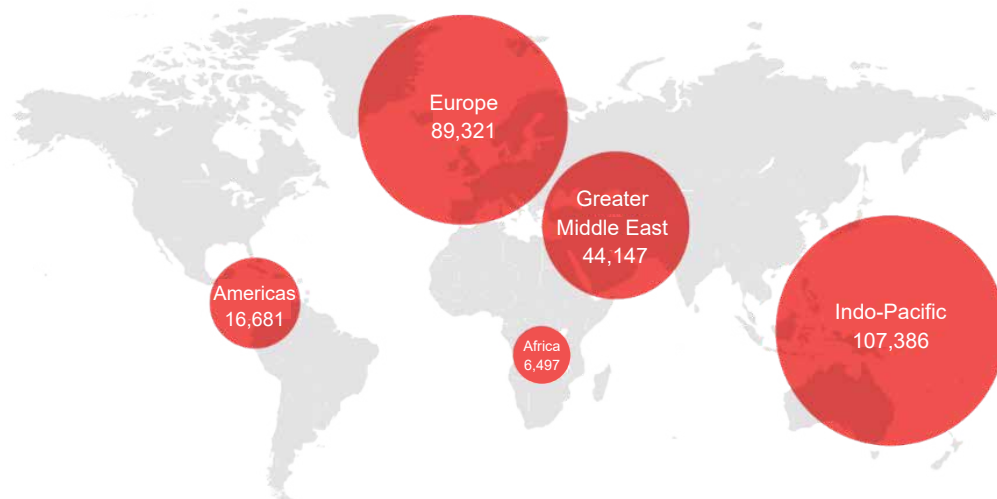 Europe
89,321
Greater
Middle East
44,147
Americas
16,681
Indo-Pacific
107,386
Africa
6,497